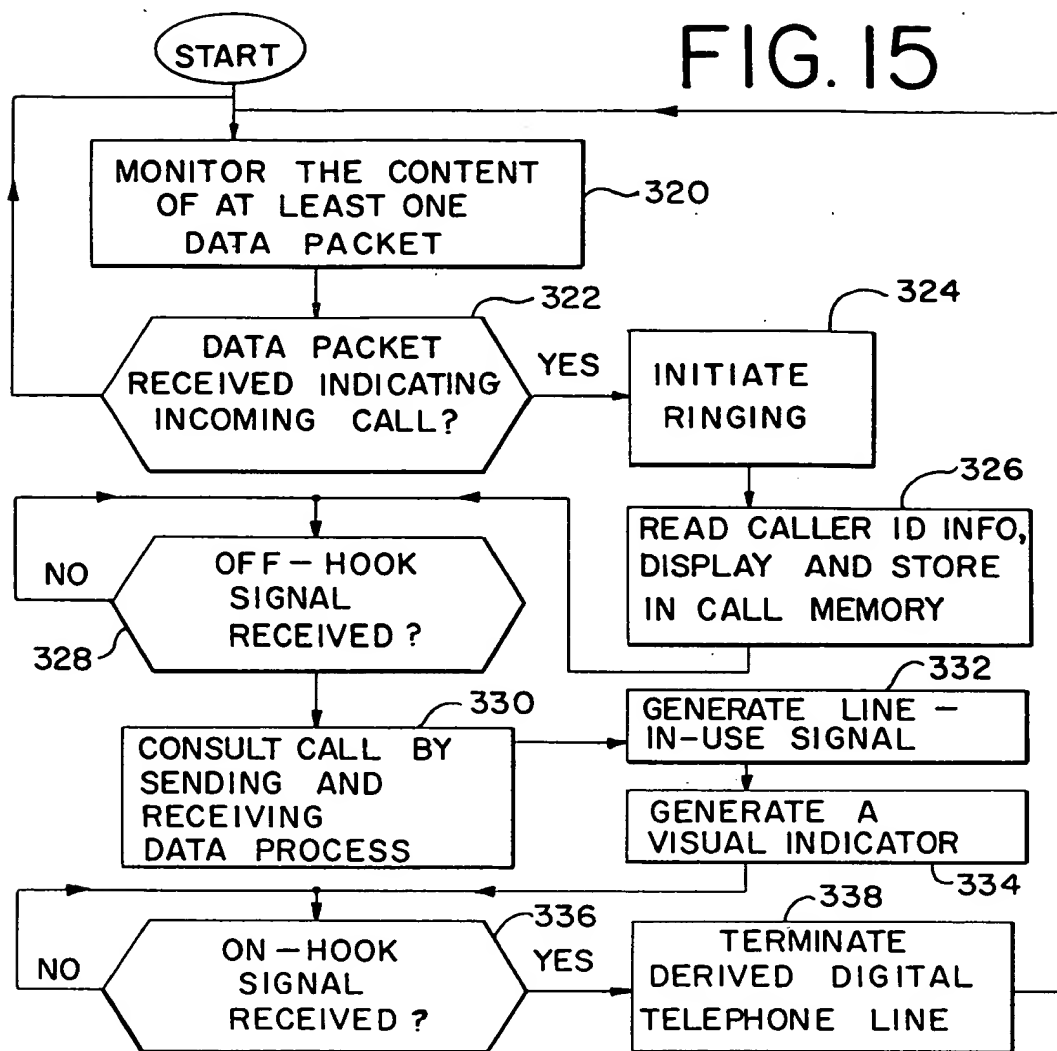 START
FIG. 15
MONITOR THE CONTENT
OF AT LEAST ONE
DATA PACKET
320
322
DATA PACKET
RECEIVED INDICATING
INCOMING CALL?
YES
324
INITIATE
RINGING
326
READ CALLER ID INFO,
DISPLAY AND STORE
IN CALL MEMORY
NO
OFF-HOOK
SIGNAL
RECEIVED?
328
330
CONSULT CALL BY
SENDING AND
RECEIVING
DATA PROCESS
332
GENERATE LINE-
IN-USE SIGNAL
GENERATE A
VISUAL INDICATOR
334
336
NO
ON-HOOK
SIGNAL
RECEIVED?
YES
338
TERMINATE
DERIVED DIGITAL
TELEPHONE LINE